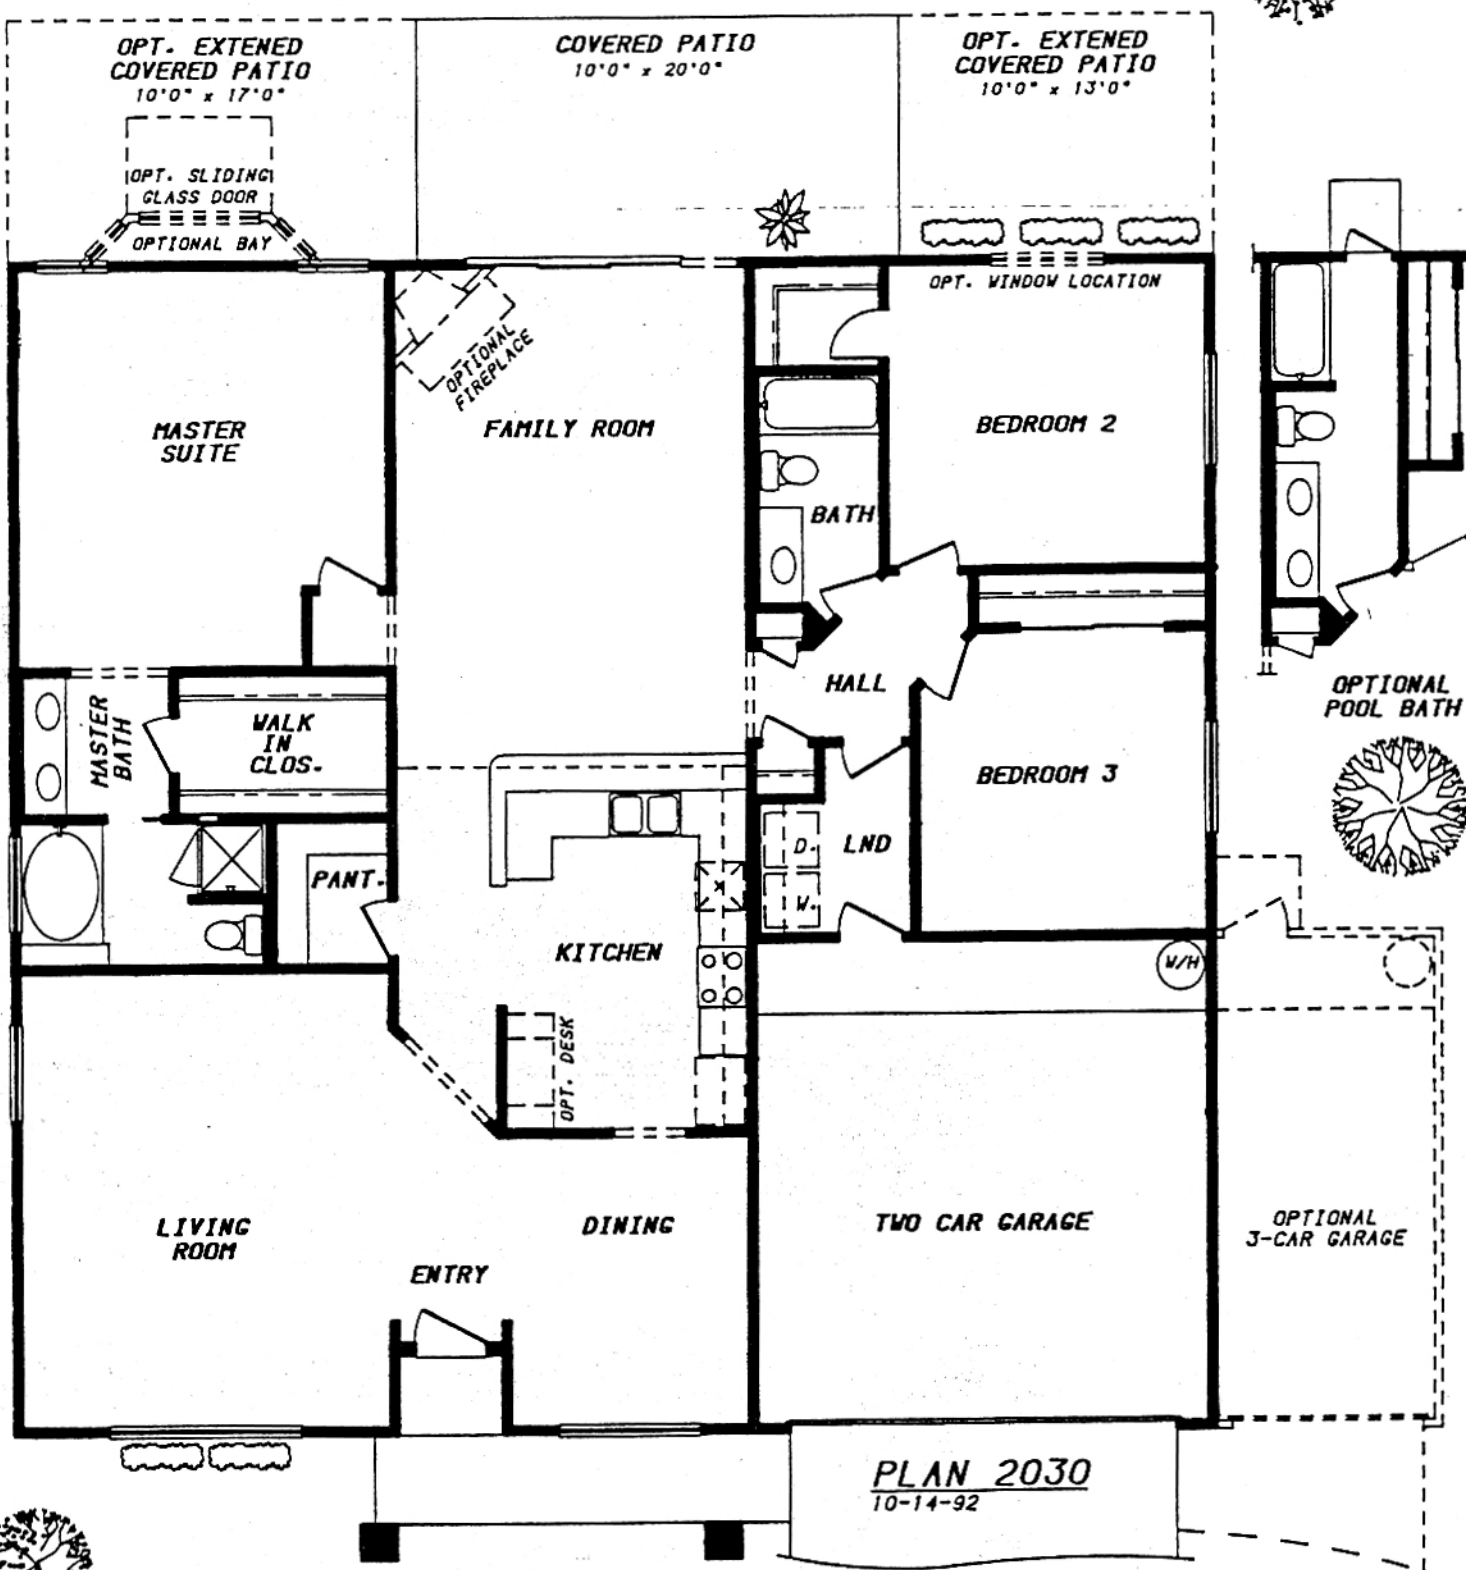 OPT. EXTENED
COVERED PATIO
10'0" x 17'0"
COVERED PATIO
10'0" x 20'0"
OPT. EXTENED
COVERED PATIO
10'0" x 13'0"
OPT. SLIDING
GLASS DOOR
OPTIONAL BAY
OPT. WINDOW LOCATION
OPTIONAL
FIREPLACE
MASTER
SUITE
FAMILY ROOM
BEDROOM 2
BATH
HALL
OPTIONAL
POOL BATH
MASTER
BATH
WALK
IN
CLOS.
BEDROOM 3
D.
LND
W.
PANT.
KITCHEN
W/H
OPT. DESK
LIVING
ROOM
DINING
TWO CAR GARAGE
OPTIONAL
3-CAR GARAGE
ENTRY
PLAN 2030
10-14-92